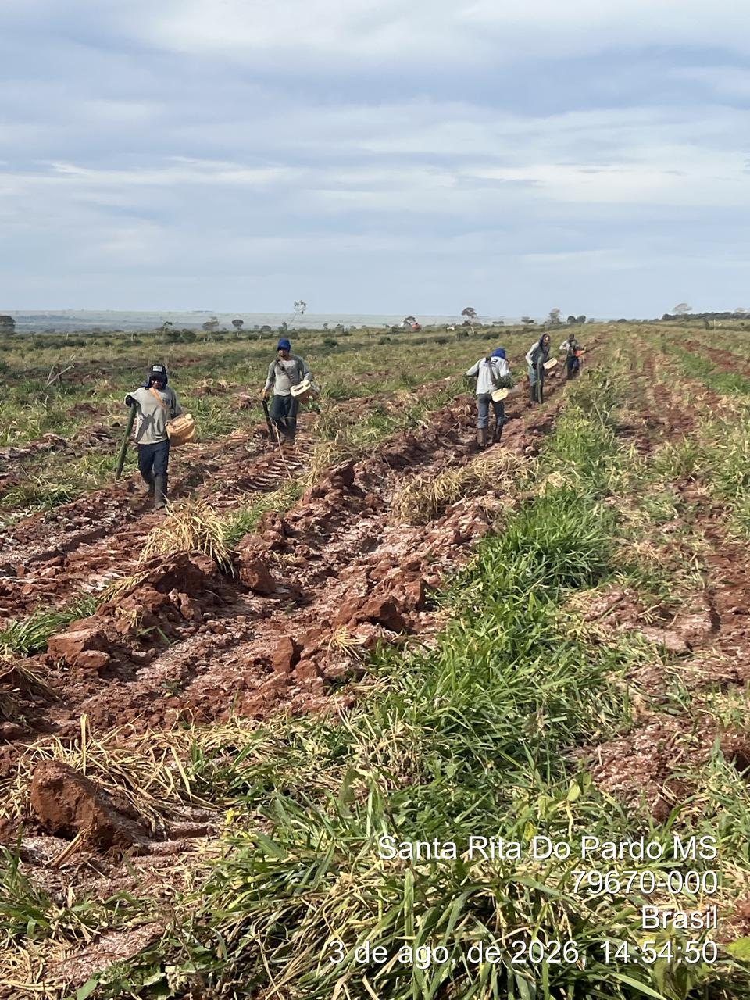 Santa Rita Do Pardo MS
79670-000
Brasil
3 de ago. de 2026, 14:54:50